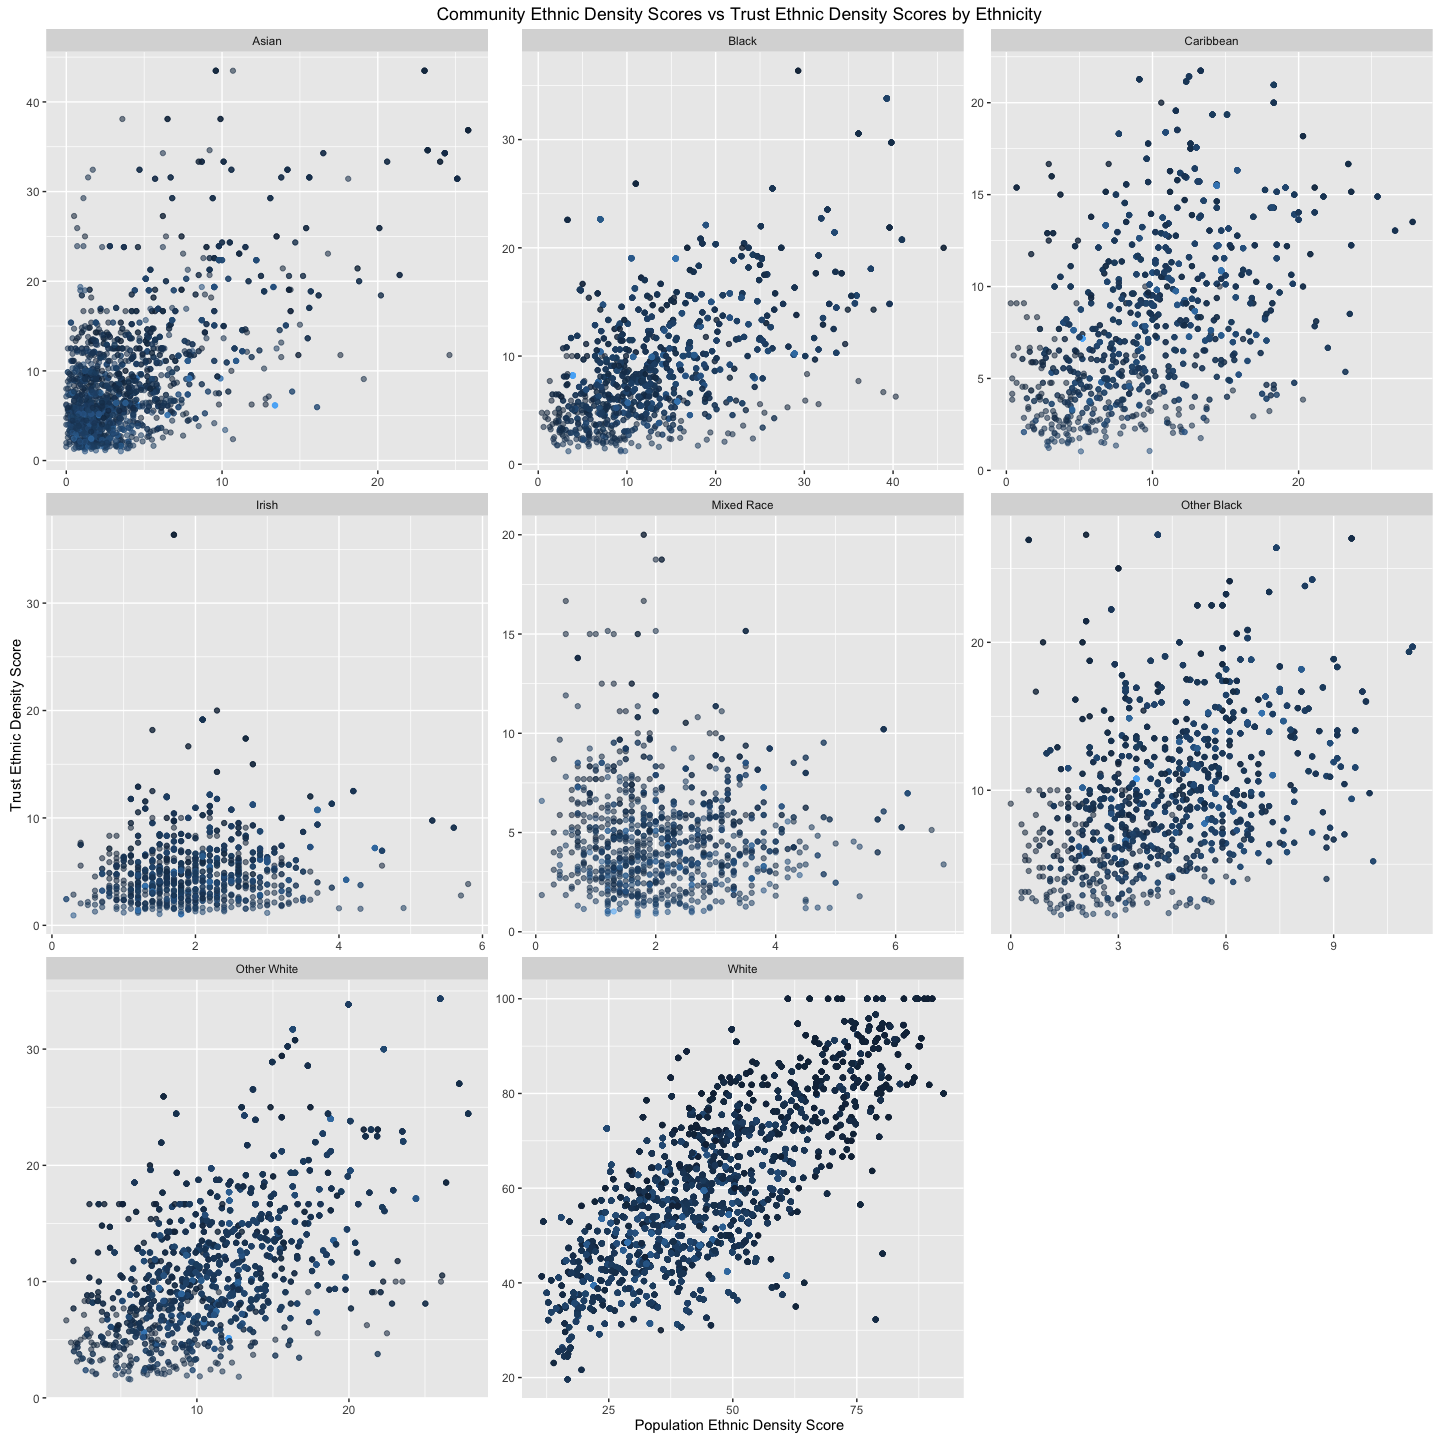 Community Ethnic Density Scores vs Trust Ethnic Density Scores by Ethnicity
Asian
Black
Caribbean
40
30
20
10
0
0 10 20
30
20
10
0
0 10 20 30 40
20
15
10
5
0
0 10 20
Irish
Mixed Race
Other Black
30
20
10
0
0 2 4 6
20
15
10
5
0
0 2 4 6
20
10
0 3 6 9
Trust Ethnic Density Score
Other White
White
30
20
10
0
10 20
100
80
60
40
20
25 50 75
Population Ethnic Density Score